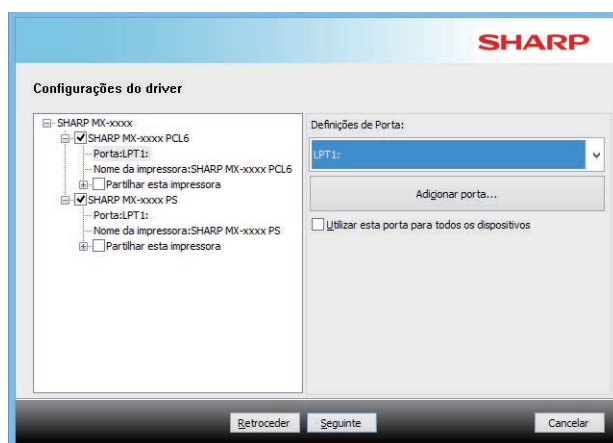 SHARP
Configurações do driver
SHARP MX-xxxx
SHARP MX-xxxx PCL6
Porta:LPT1:
Nome da impressora:SHARP MX-xxxx PCL6
Partilhar esta impressora
SHARP MX-xxxx PS
Porta:LPT1:
Nome da impressora:SHARP MX-xxxx PS
Partilhar esta impressora
Definições de Porta:
LPT1:
Adicionar porta...
Utilizar esta porta para todos os dispositivos
Retroceder
Seguinte
Cancelar